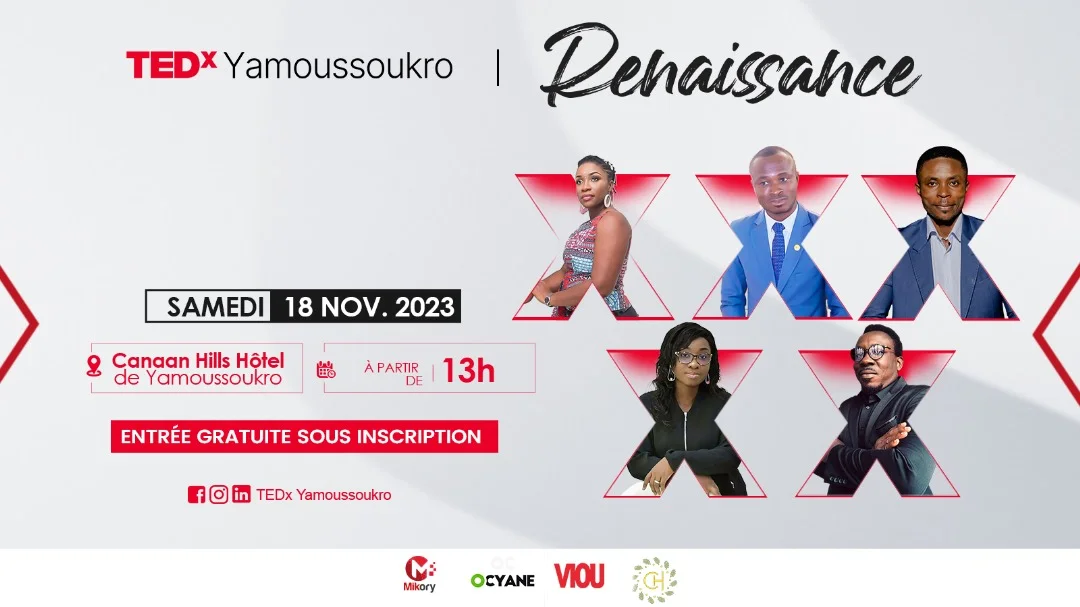 TEDx Yamoussoukro
Renaissance
SAMEDI 18 NOV. 2023
Canaan Hills Hôtel
de Yamoussoukro
À PARTIR
DE
13h
ENTRÉE GRATUITE SOUS INSCRIPTION
TEDx Yamoussoukro
Mikory
OCYANE
VIOU
CH